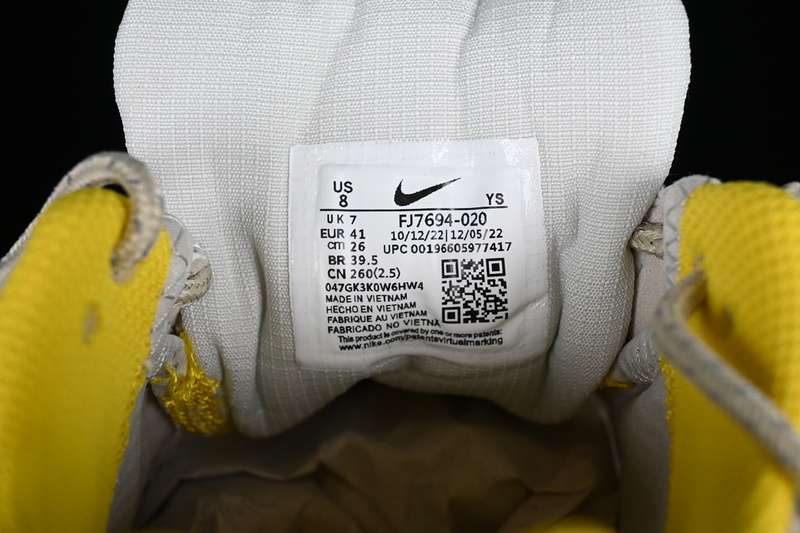 US
8 YS
UK 7 FJ7694-020
EUR 41 10/12/22|12/05/22
cm 26 UPC 00196605977417
BR 39.5
CN 260(2.5)
047GK3K0W6HW4
MADE IN VIETNAM
HECHO EN VIETNAM
FABRIQUE AU VIETNAM
FABRICADO NO VIETNA
This product is covered by one or more patents:
www.nike.com/patentsvirtualmarking